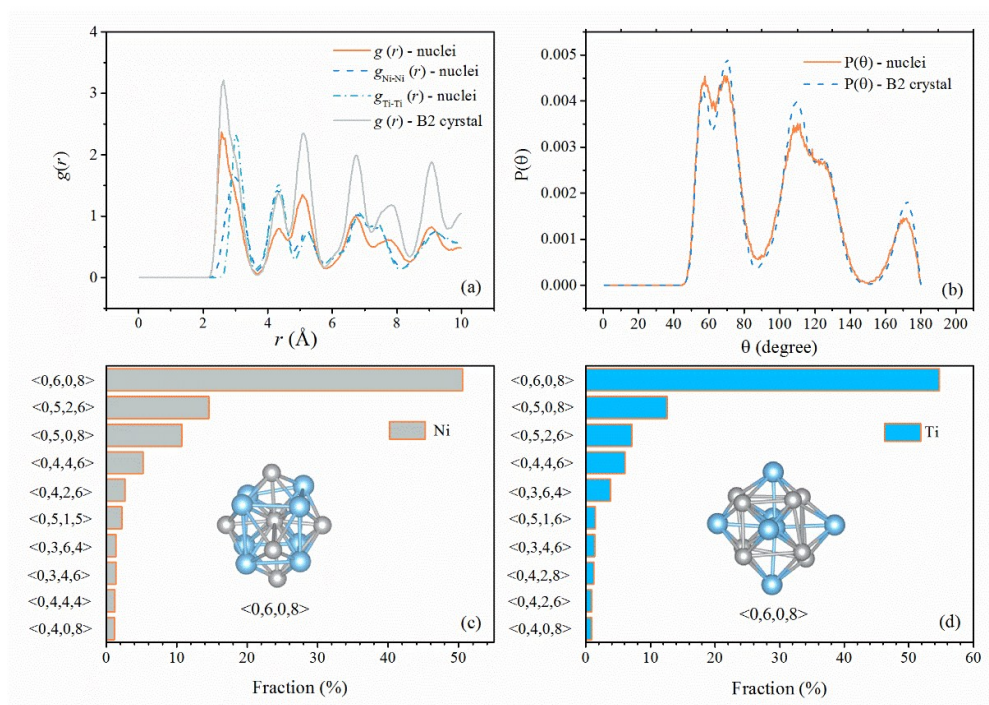 4
3
2
1
0
g(r)
g (r) - nuclei
gNi-Ni (r) - nuclei
gTi-Ti (r) - nuclei
g (r) - B2 cyrstal
(a)
0 2 4 6 8 10
r (Å)
0.005
0.004
0.003
0.002
0.001
0.000
P(θ)
P(θ) - nuclei
P(θ) - B2 crystal
(b)
0 20 40 60 80 100 120 140 160 180 200
θ (degree)
<0,6,0,8>
<0,5,2,6>
<0,5,0,8>
<0,4,4,6>
<0,4,2,6>
<0,5,1,5>
<0,3,6,4>
<0,3,4,6>
<0,4,4,4>
<0,4,0,8>
Ni
<0,6,0,8>
(c)
0 10 20 30 40 50
Fraction (%)
<0,6,0,8>
<0,5,0,8>
<0,5,2,6>
<0,4,4,6>
<0,3,6,4>
<0,5,1,6>
<0,3,4,6>
<0,4,2,8>
<0,4,2,6>
<0,4,0,8>
Ti
<0,6,0,8>
(d)
0 10 20 30 40 50 60
Fraction (%)